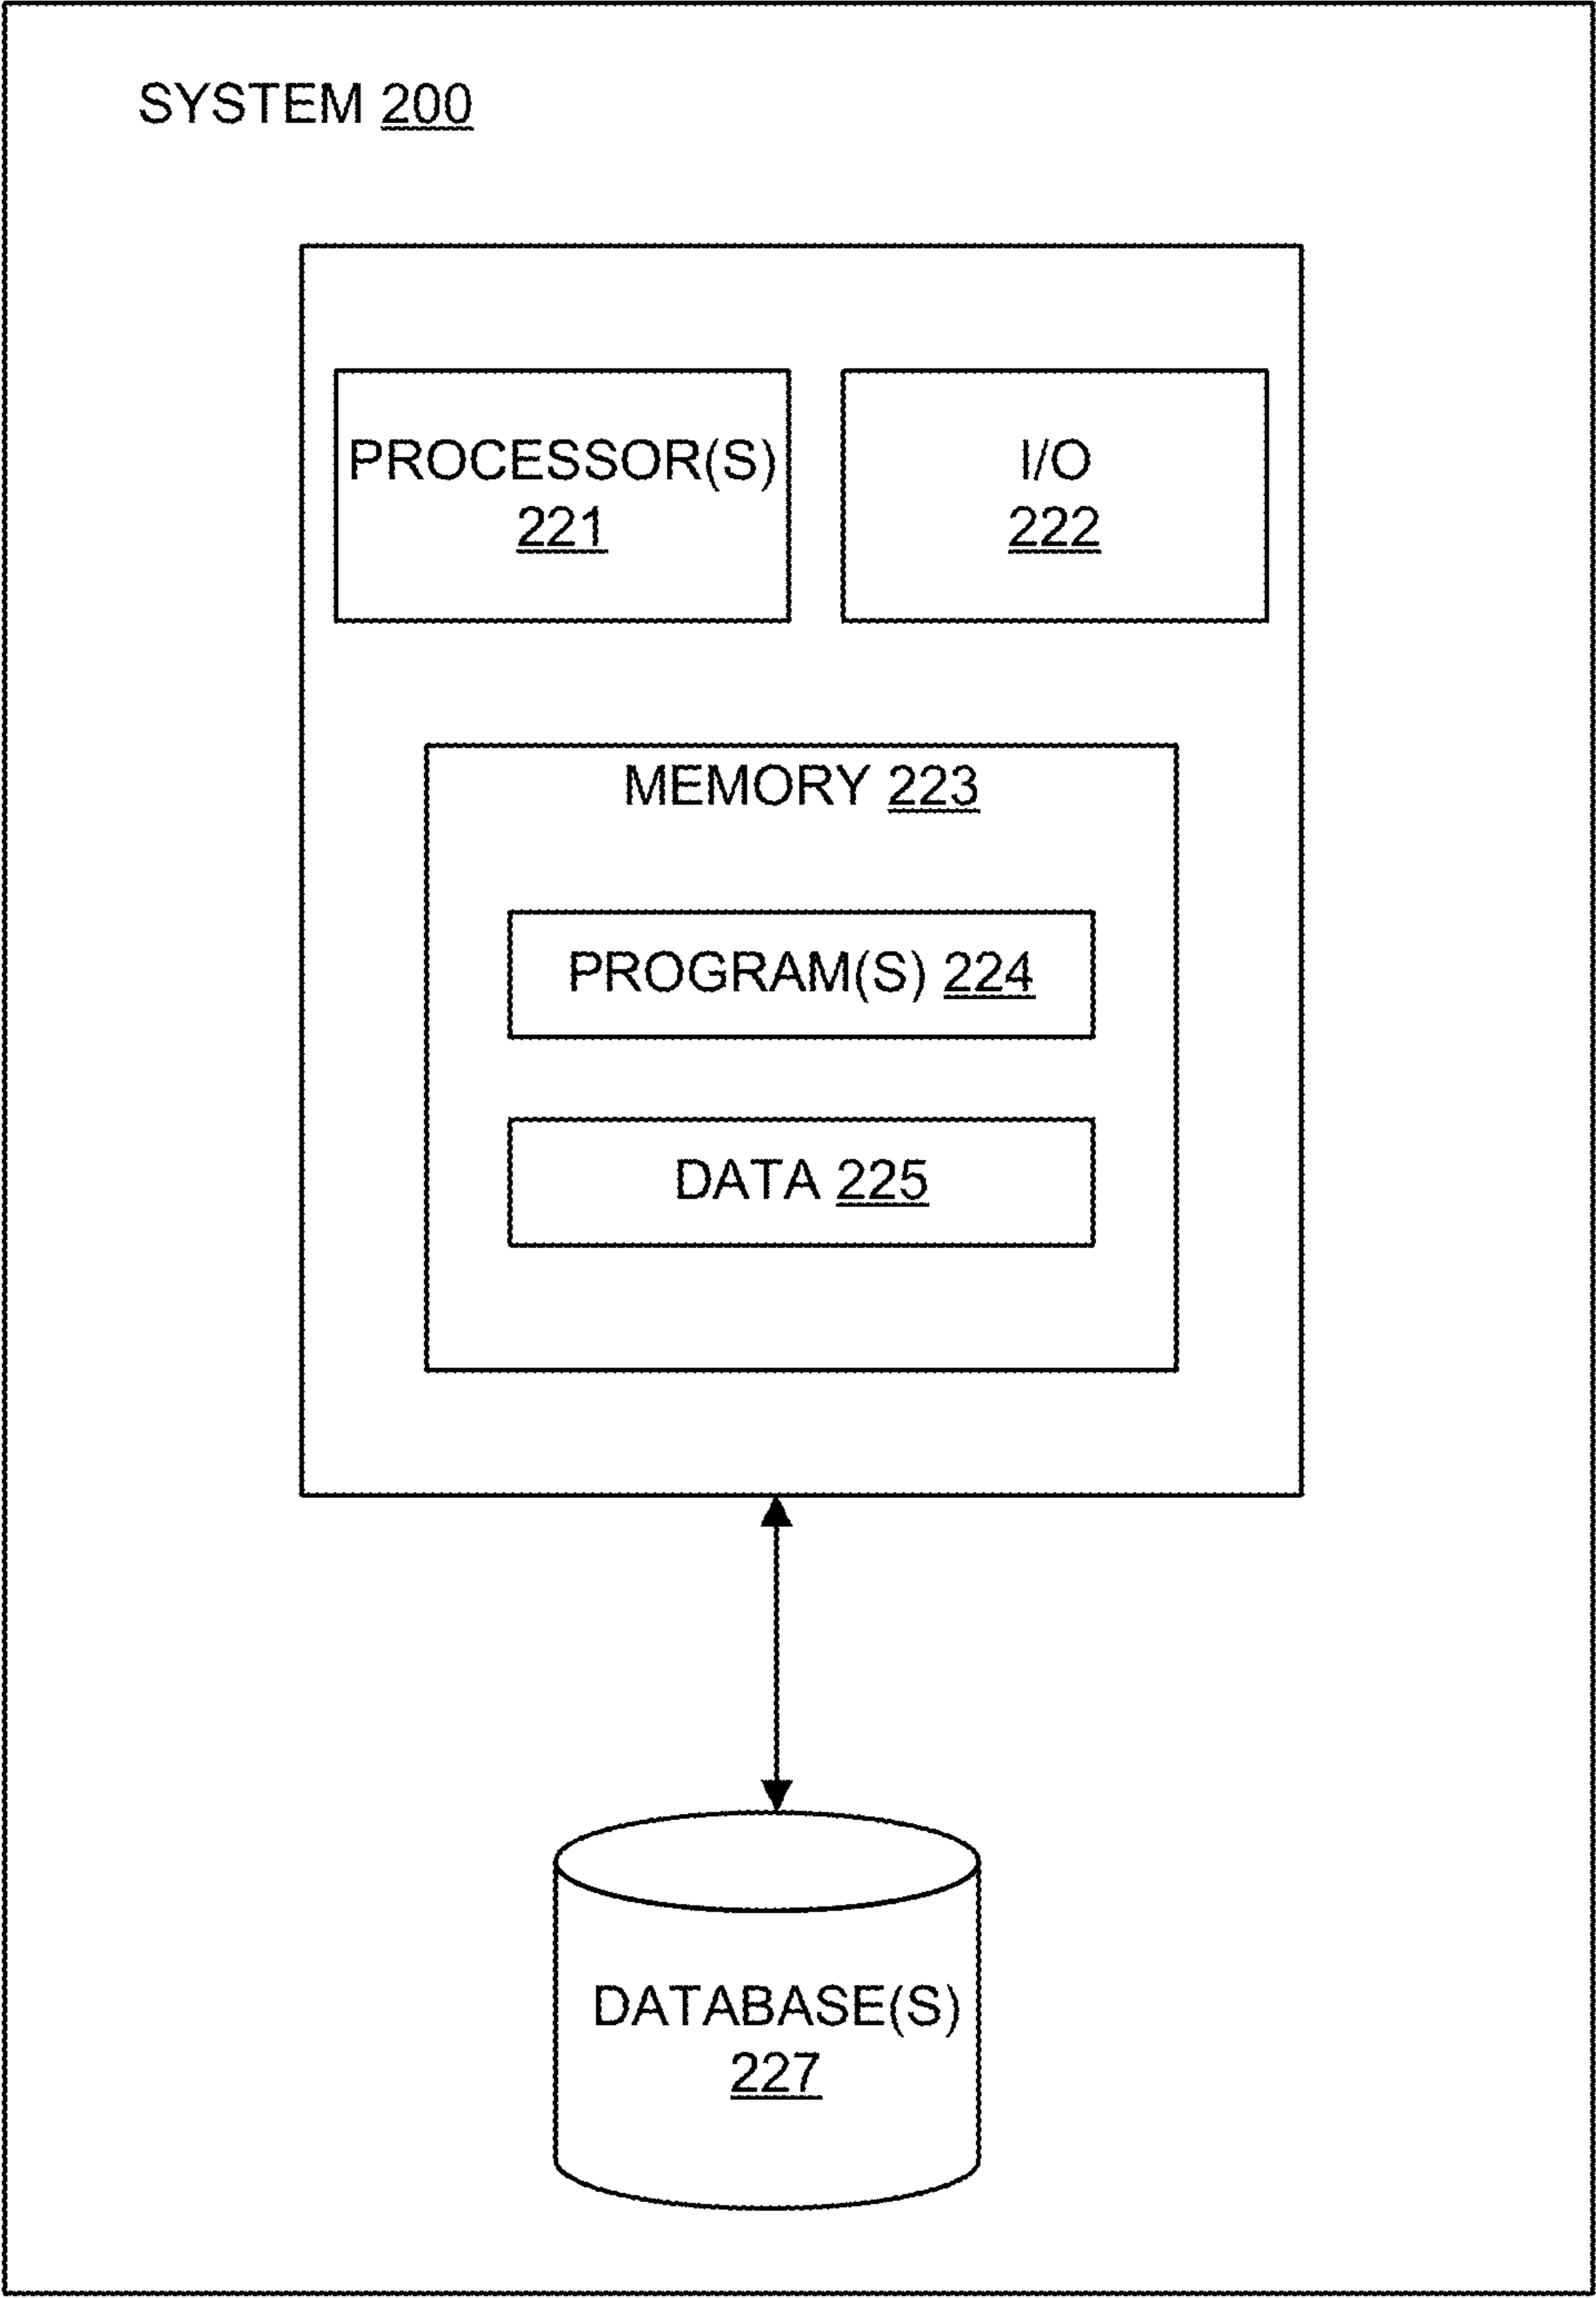 SYSTEM 200
PROCESSOR(S)
221
I/O
222
MEMORY 223
PROGRAM(S) 224
DATA 225
DATABASE(S)
227